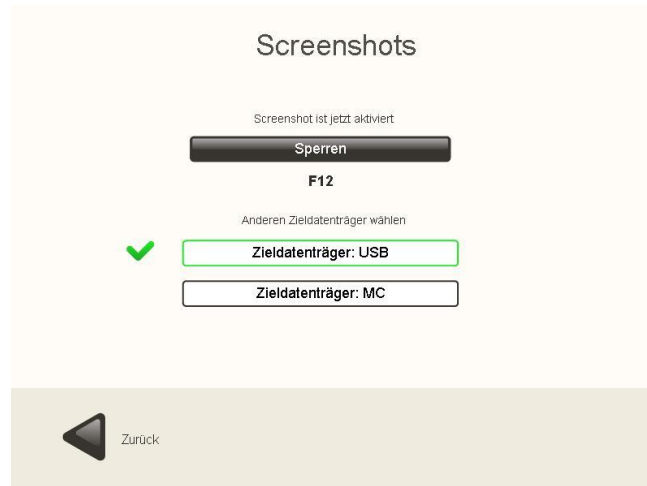 Screenshots
Screenshot ist jetzt aktiviert
Sperren
F12
Anderen Zieldatenträger wählen
Zieldatenträger: USB
Zieldatenträger: MC
Zurück